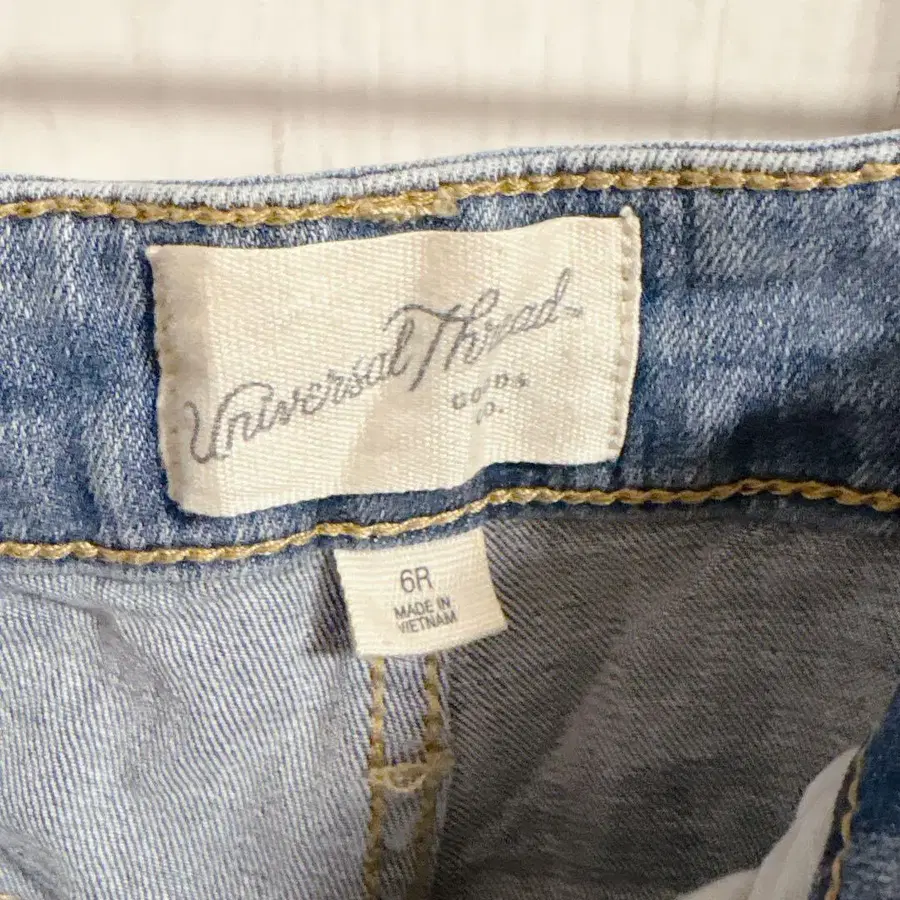 Universal Thread
GOODS
CO.
6R
MADE IN
VIETNAM